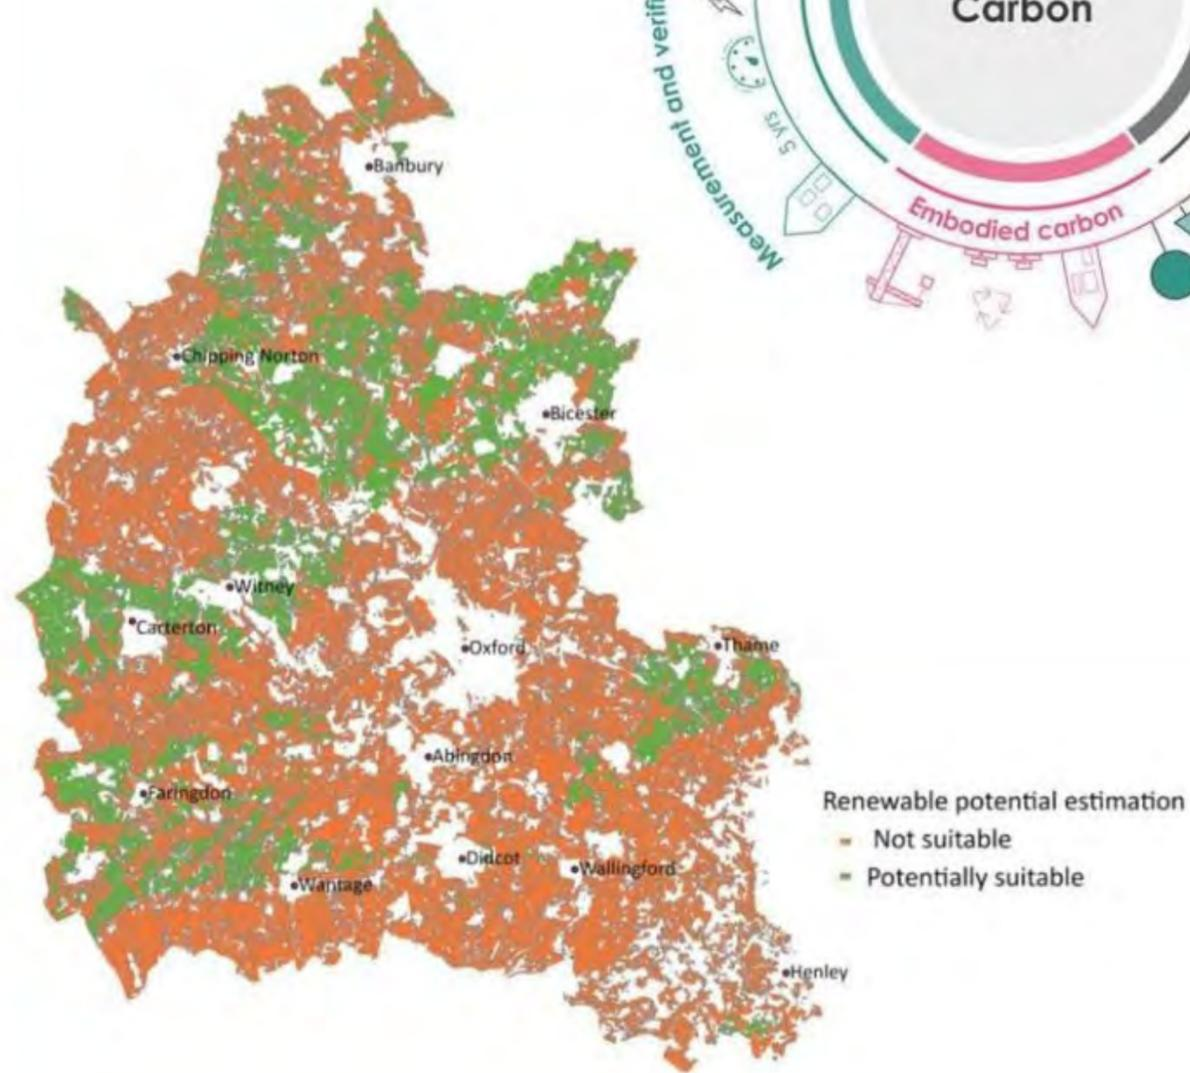 Carbon
Measurement and verifi
5 yrs
Embodied carbon
Banbury
Chipping Norton
Bicester
Witney
Carterton
Oxford
Thame
Abingdon
Faringdon
Didcot
Wallingford
Wantage
Henley
Renewable potential estimation
Not suitable
Potentially suitable